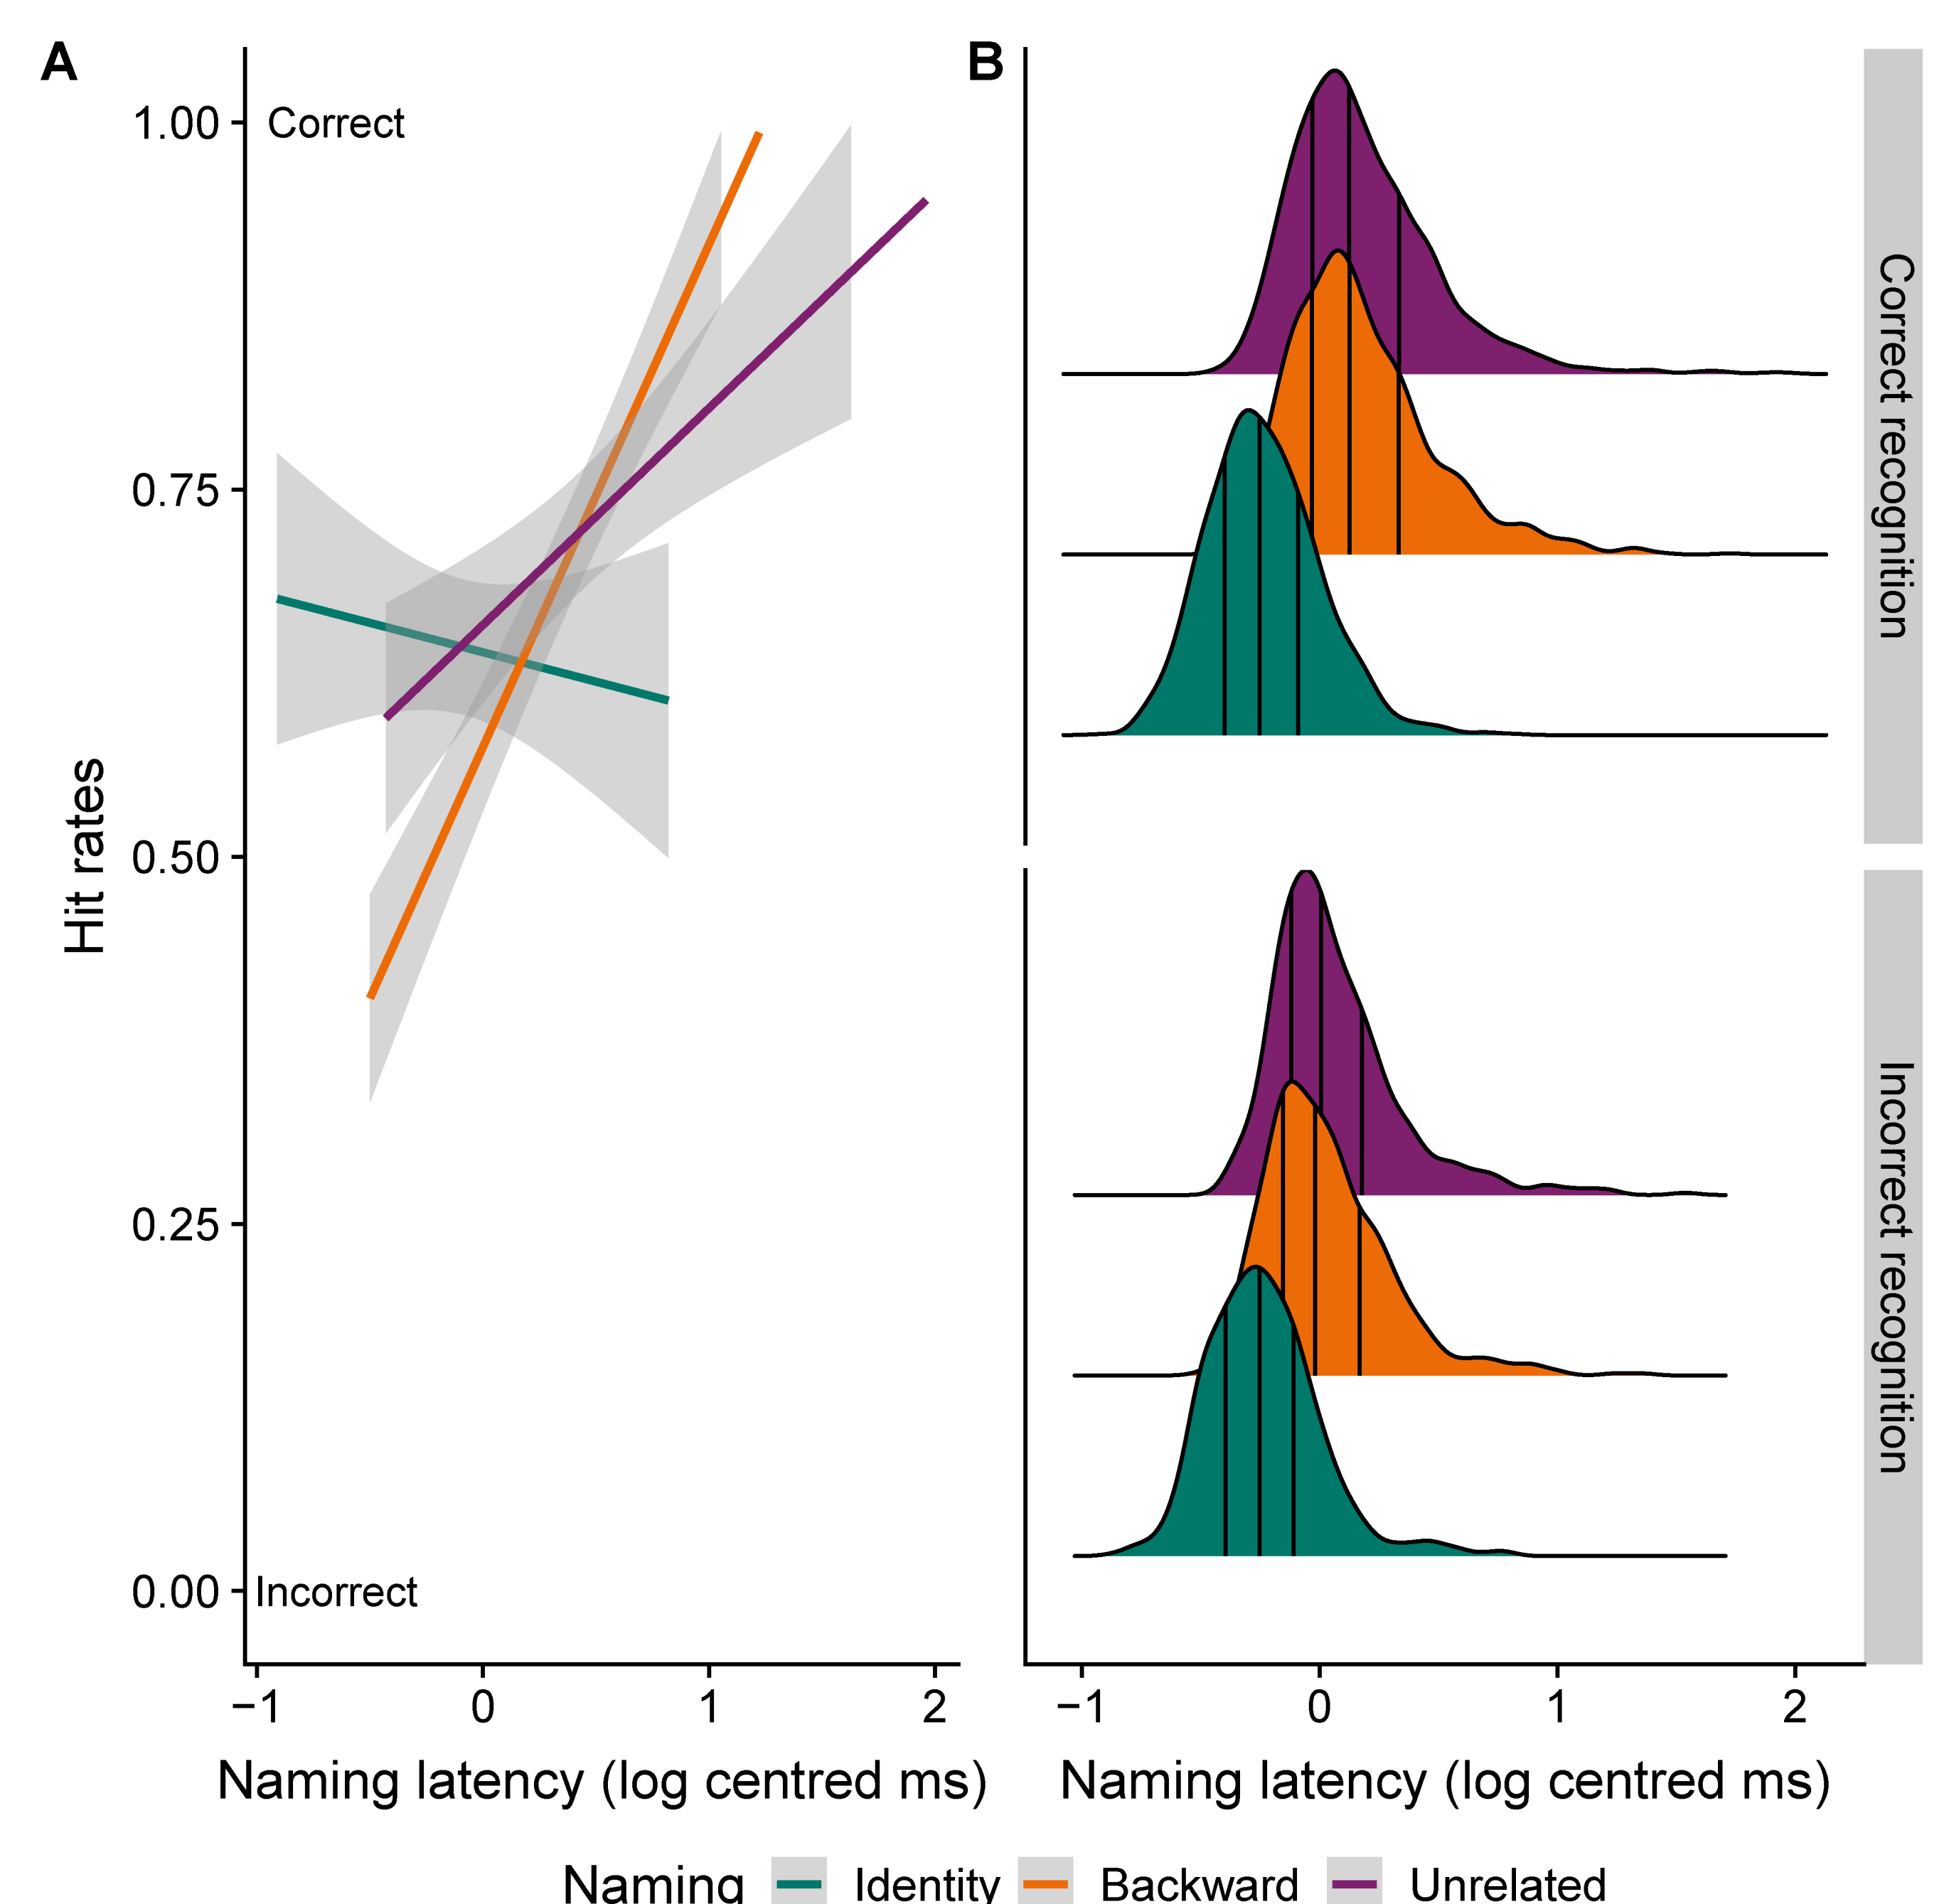 A
B
1.00
Correct
0.75
0.50
0.25
0.00
Incorrect
Hit rates
−1 0 1 2
Naming latency (log centred ms)
Correct recognition
Incorrect recognition
−1 0 1 2
Naming latency (log centred ms)
Naming Identity Backward Unrelated